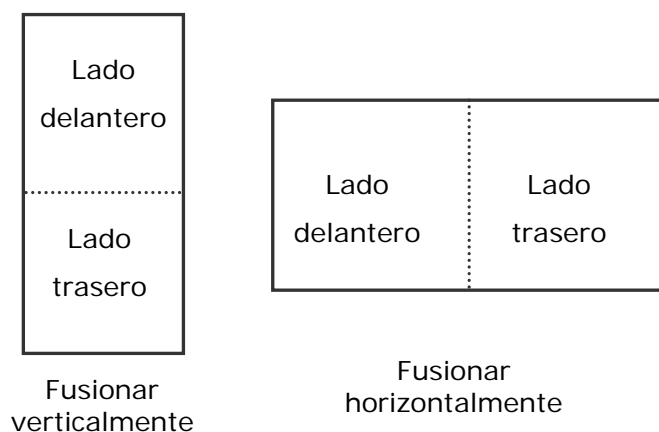 Lado
delantero
Lado
trasero
Fusionar
verticalmente
Lado
delantero
Lado
trasero
Fusionar
horizontalmente